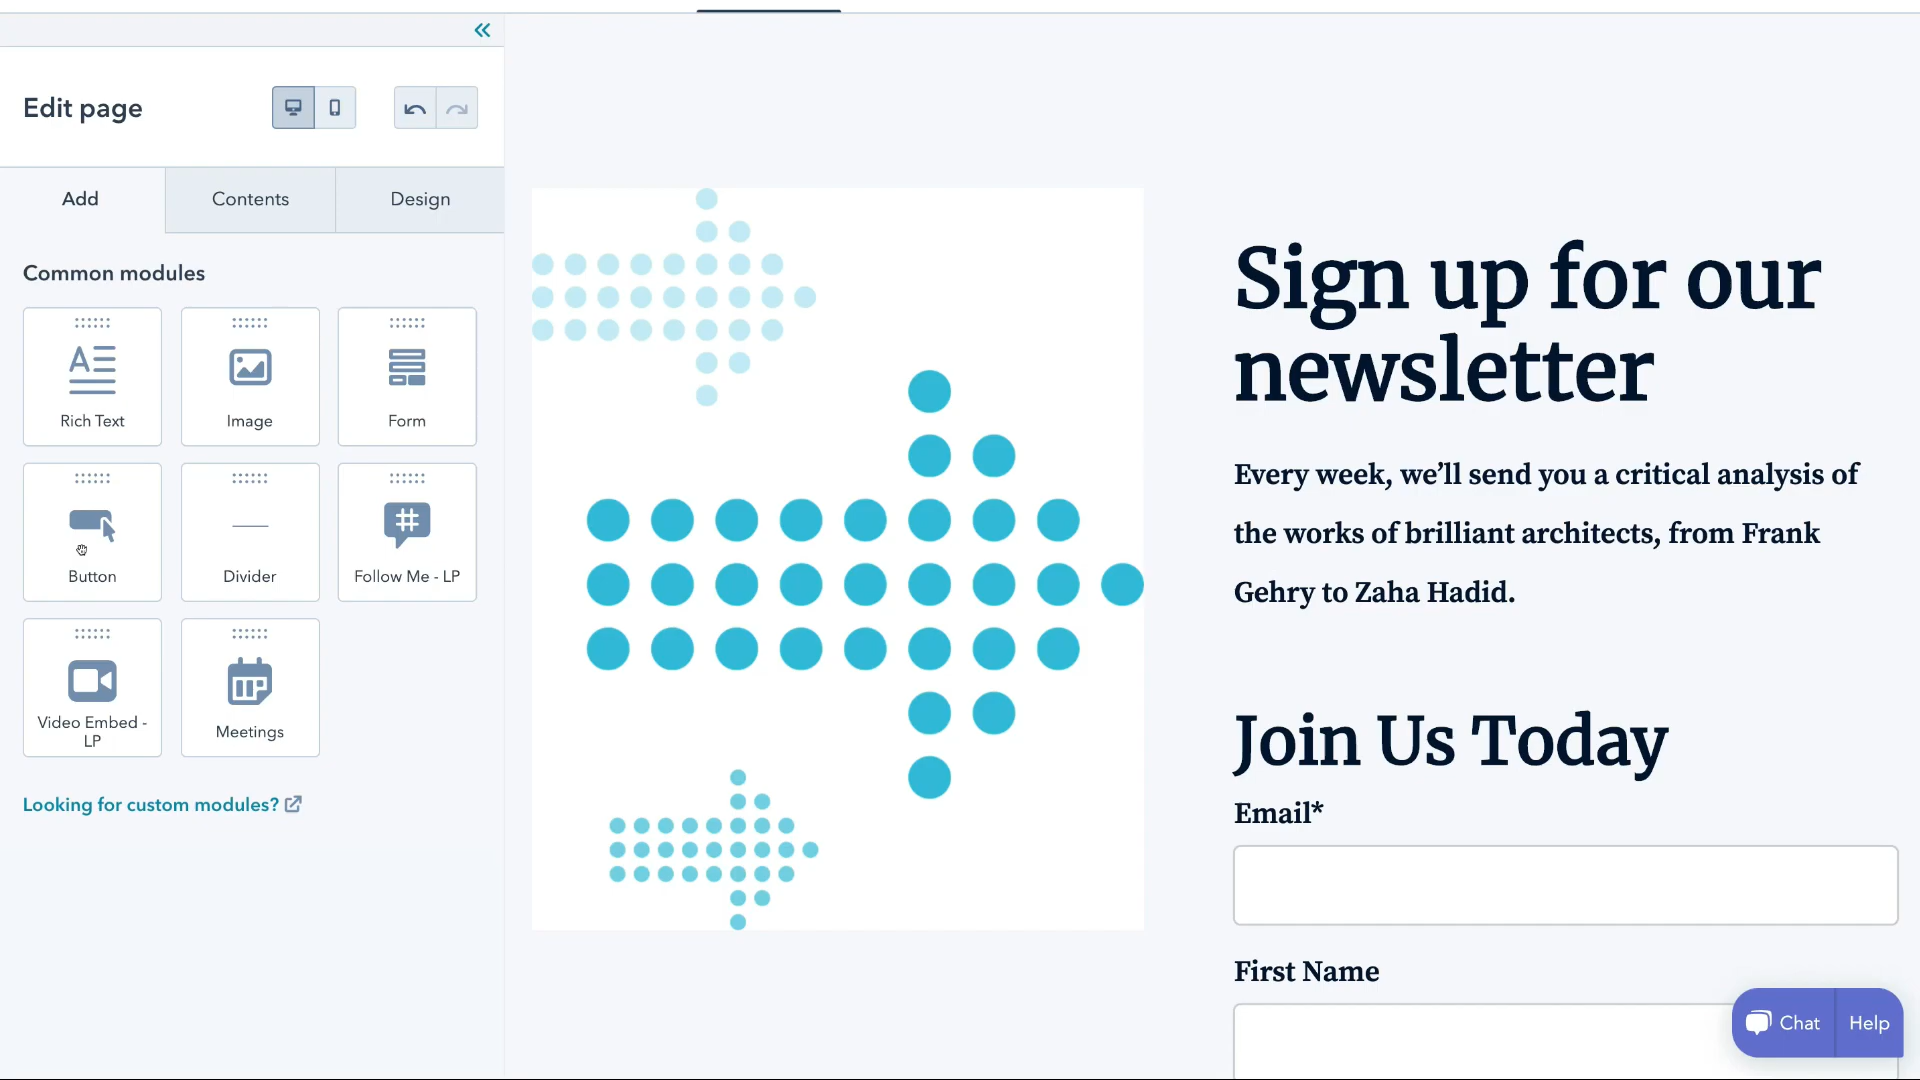 Edit page
Add
Contents
Design
Common modules
Rich Text
Image
Form
Button
Divider
Follow Me - LP
Video Embed -
LP
Meetings
Looking for custom modules?
Sign up for our
newsletter
Every week, we’ll send you a critical analysis of
the works of brilliant architects, from Frank
Gehry to Zaha Hadid.
Join Us Today
Email*
First Name
Chat
Help